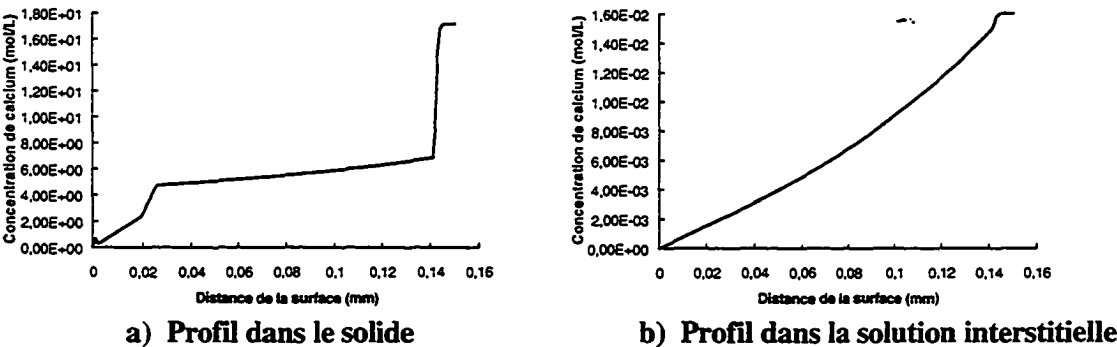 Concentration de calcium (mol/L)
1,80E+01
1,60E+01
1,40E+01
1,20E+01
1,00E+01
8,00E+00
6,00E+00
4,00E+00
2,00E+00
0,00E+00
0 0,02 0,04 0,06 0,08 0,1 0,12 0,14 0,16
Distance de la surface (mm)
a) Profil dans le solide
Concentration de calcium (mol/L)
1,60E-02
1,40E-02
1,20E-02
1,00E-02
8,00E-03
6,00E-03
4,00E-03
2,00E-03
0,00E+00
0 0,02 0,04 0,06 0,08 0,1 0,12 0,14 0,16
Distance de la surface (mm)
b) Profil dans la solution interstitielle